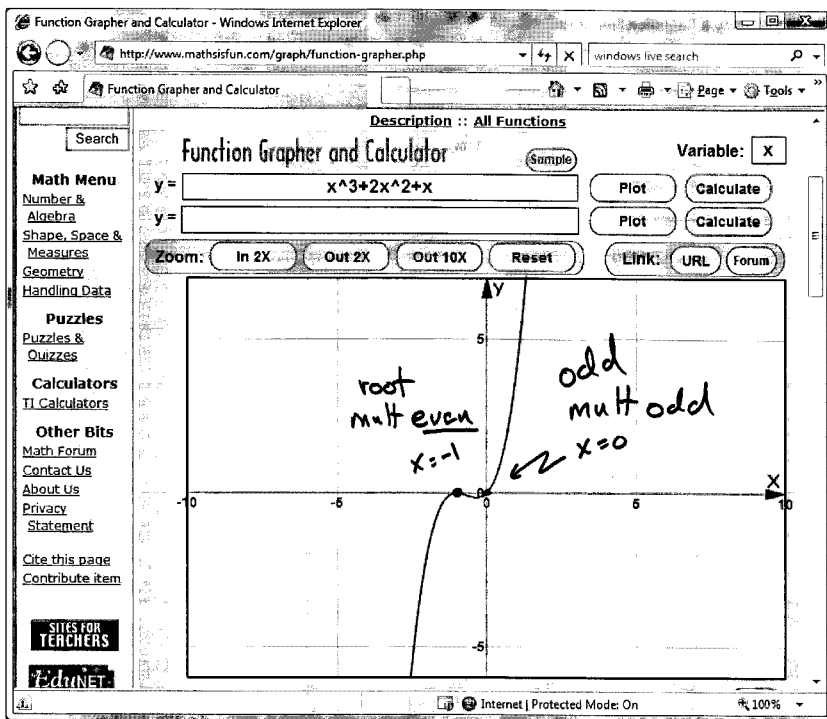 Function Grapher and Calculator - Windows Internet Explorer
http://www.mathsisfun.com/graph/function-grapher.php
windows live search
Function Grapher and Calculator
Page
Tools
Description :: All Functions
Search
Function Grapher and Calculator
Sample
Variable: x
Math Menu
Number &
Algebra
Shape, Space &
Measures
Geometry
Handling Data
Puzzles
Puzzles &
Quizzes
Calculators
TI Calculators
Other Bits
Math Forum
Contact Us
About Us
Privacy
Statement
Cite this page
Contribute item
SITES FOR
TEACHERS
EduNET
y = x^3+2x^2+x Plot Calculate
y = Plot Calculate
Zoom: In 2X Out 2X Out 10X Reset Link: URL Forum
Y
5
root
mult even
x=-1
odd
mult odd
x=0
X
-10 -5 0 0 5 10
-5
Internet | Protected Mode: On
100%